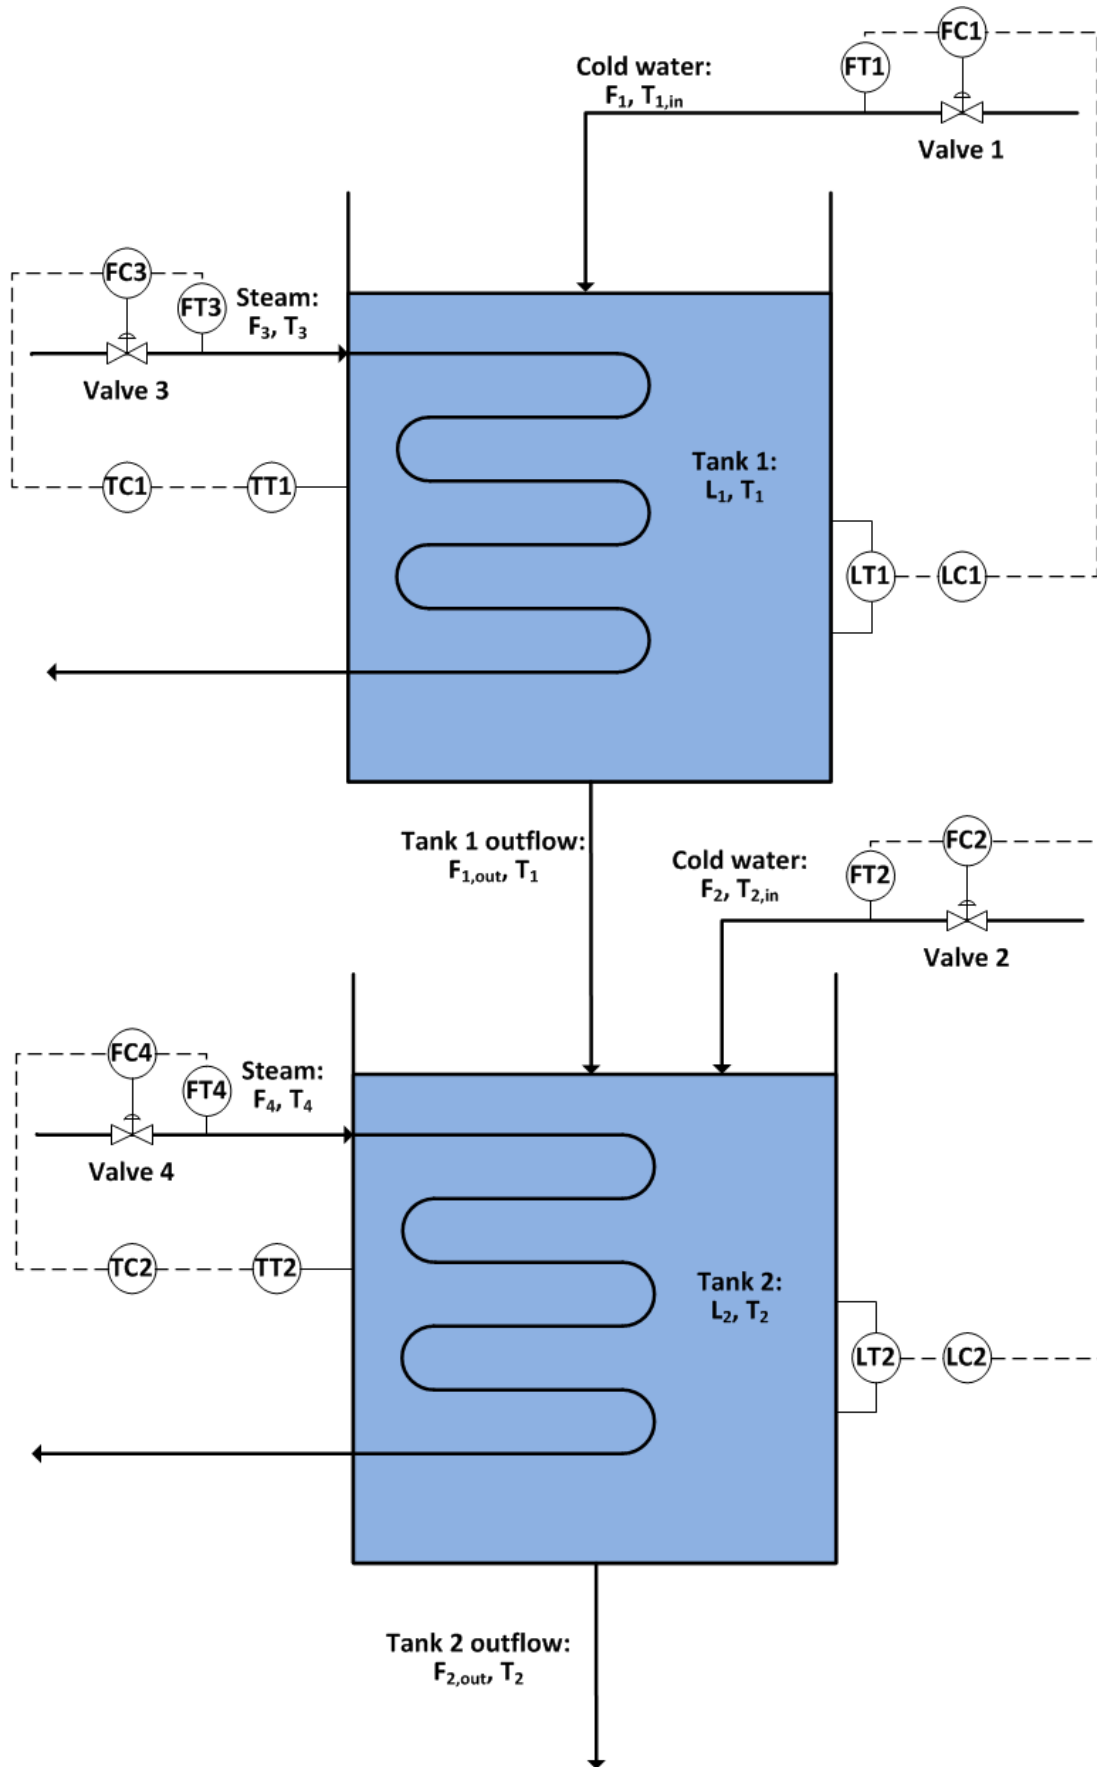 FC1
FT1
Cold water:
F₁, T₁,ᵢₙ
Valve 1
FC3
FT3
Steam:
F₃, T₃
Valve 3
TC1
TT1
Tank 1:
L₁, T₁
LT1
LC1
Tank 1 outflow:
F₁,ₒᵤₜ, T₁
FC2
FT2
Cold water:
F₂, T₂,ᵢₙ
Valve 2
FC4
FT4
Steam:
F₄, T₄
Valve 4
TC2
TT2
Tank 2:
L₂, T₂
LT2
LC2
Tank 2 outflow:
F₂,ₒᵤₜ, T₂